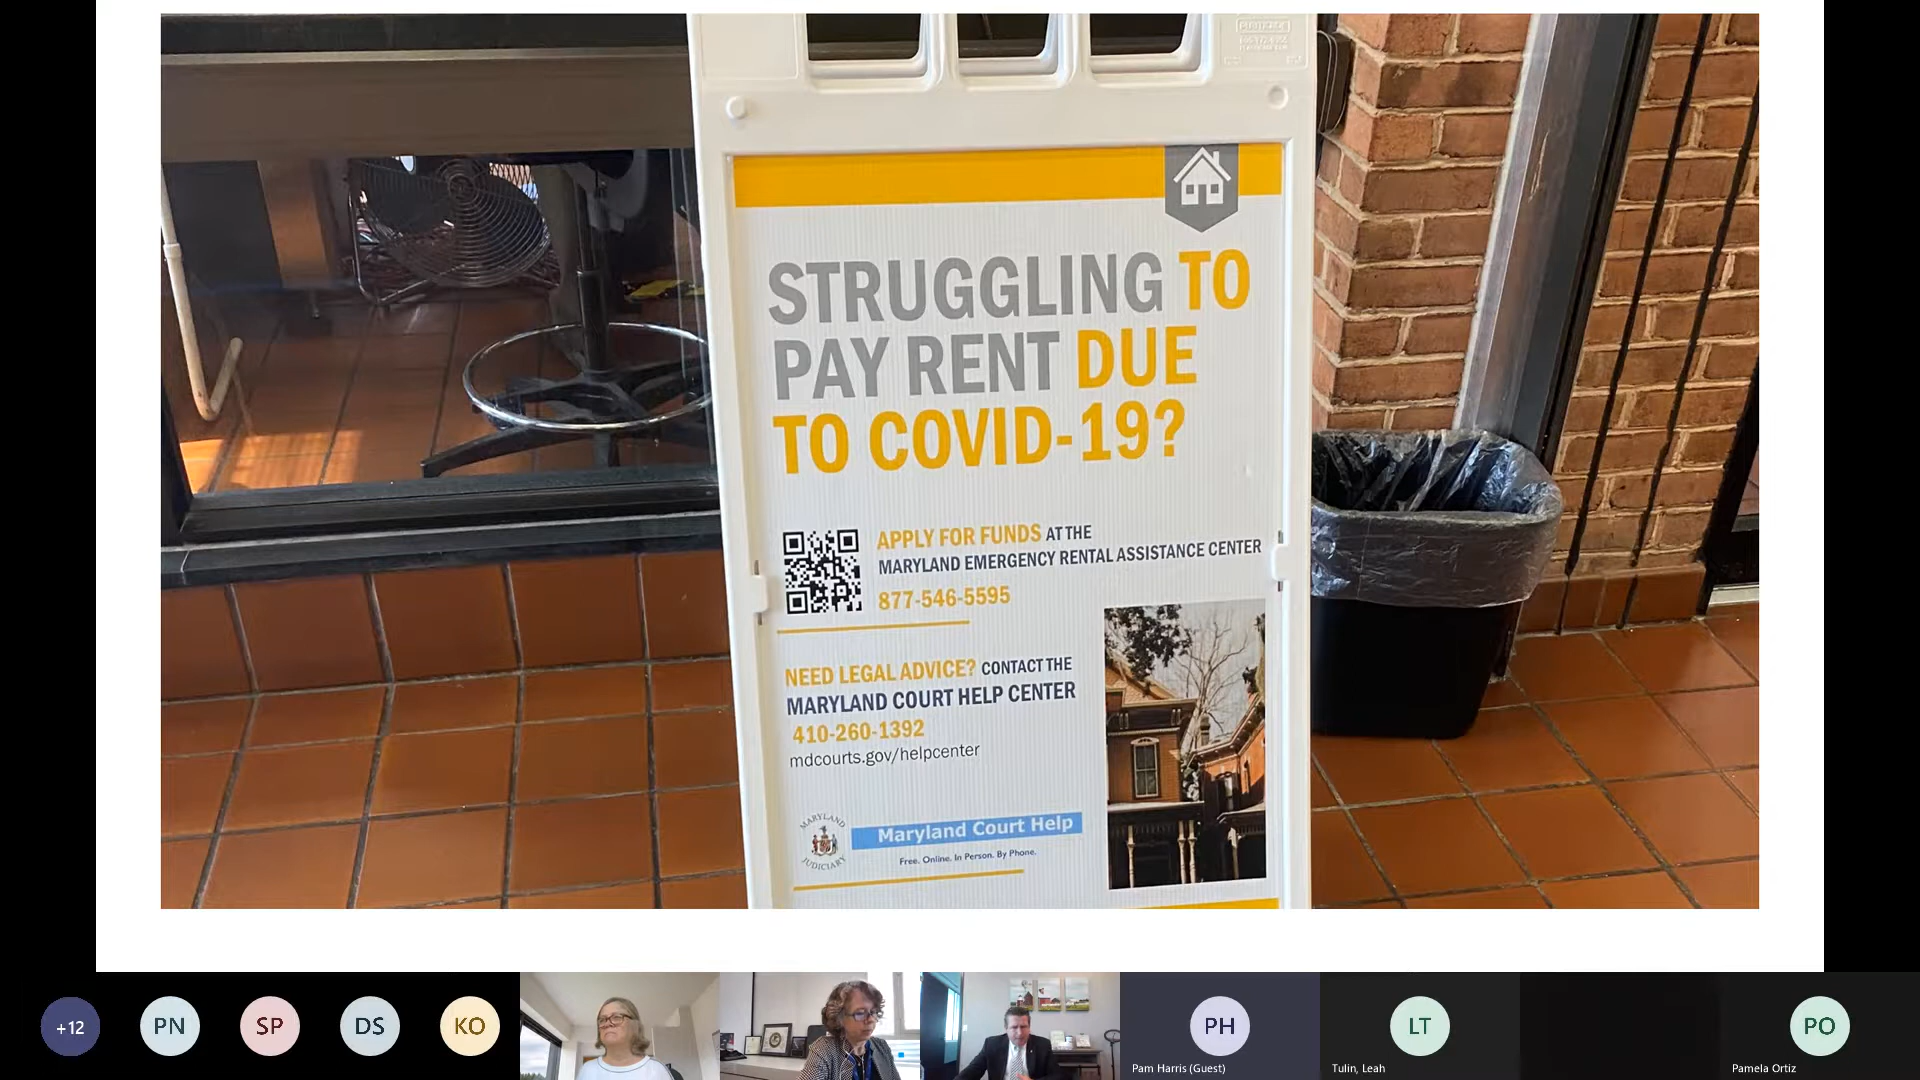 STRUGGLING TO
PAY RENT DUE
TO COVID-19?
APPLY FOR FUNDS AT THE
MARYLAND EMERGENCY RENTAL ASSISTANCE CENTER
877-546-5595
NEED LEGAL ADVICE? CONTACT THE
MARYLAND COURT HELP CENTER
410-260-1392
mdcourts.gov/helpcenter
MARYLAND
JUDICIARY
Maryland Court Help
Free. Online. In Person. By Phone.
+12
PN
SP
DS
KO
PH
Pam Harris (Guest)
LT
Tulin, Leah
PO
Pamela Ortiz